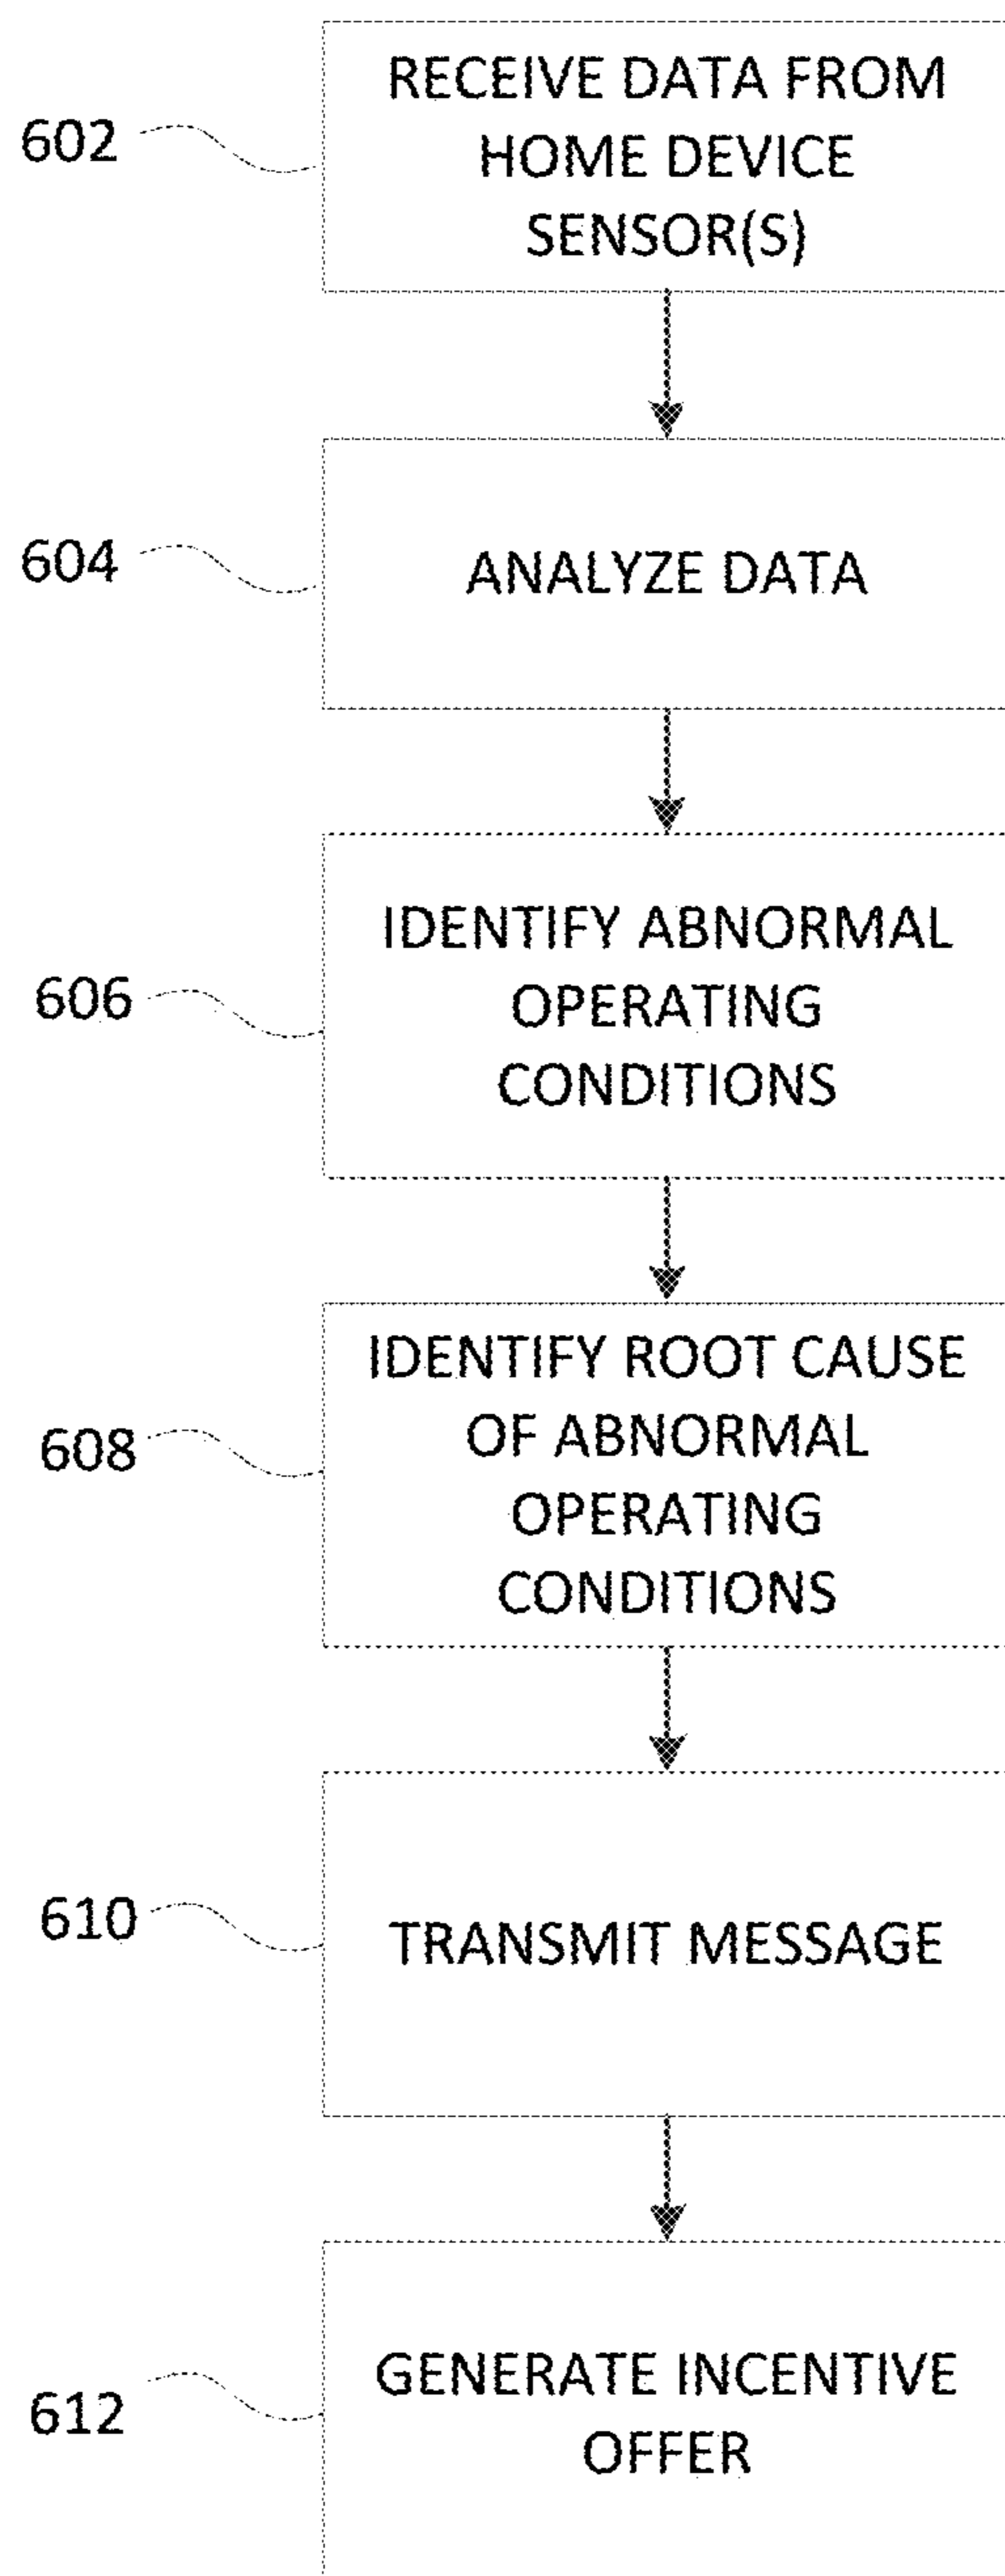 602
RECEIVE DATA FROM
HOME DEVICE
SENSOR(S)
604
ANALYZE DATA
606
IDENTIFY ABNORMAL
OPERATING
CONDITIONS
608
IDENTIFY ROOT CAUSE
OF ABNORMAL
OPERATING
CONDITIONS
610
TRANSMIT MESSAGE
612
GENERATE INCENTIVE
OFFER